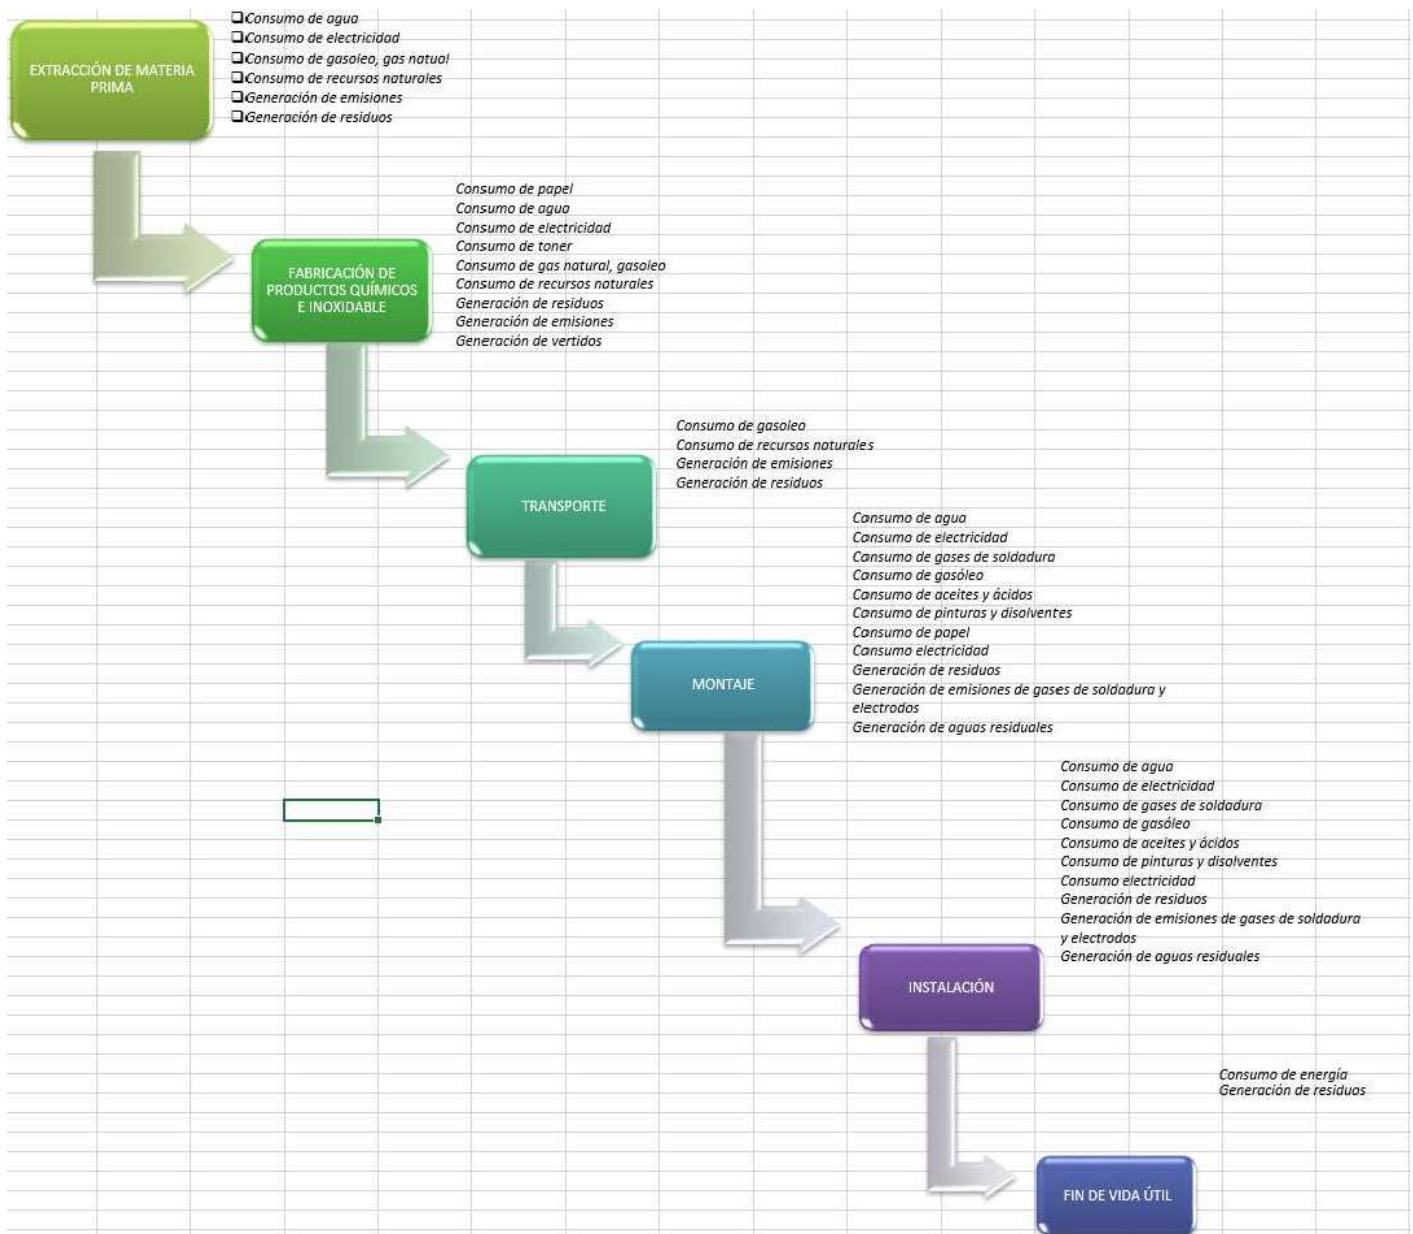 Consumo de agua
Consumo de electricidad
Consumo de gasoleo, gas natual
Consumo de recursos naturales
Generación de emisiones
Generación de residuos
EXTRACCIÓN DE MATERIA
PRIMA
Consumo de papel
Consumo de agua
Consumo de electricidad
Consumo de toner
Consumo de gas natural, gasoleo
Consumo de recursos naturales
Generación de residuos
Generación de emisiones
Generación de vertidos
FABRICACIÓN DE
PRODUCTOS QUÍMICOS
E INOXIDABLE
Consumo de gasoleo
Consumo de recursos naturales
Generación de emisiones
Generación de residuos
TRANSPORTE
Consumo de agua
Consumo de electricidad
Consumo de gases de soldadura
Consumo de gasóleo
Consumo de aceites y ácidos
Consumo de pinturas y disolventes
Consumo de papel
Consumo electricidad
Generación de residuos
Generación de emisiones de gases de soldadura y
electrodos
Generación de aguas residuales
MONTAJE
Consumo de agua
Consumo de electricidad
Consumo de gases de soldadura
Consumo de gasóleo
Consumo de aceites y ácidos
Consumo de pinturas y disolventes
Consumo electricidad
Generación de residuos
Generación de emisiones de gases de soldadura
y electrodos
Generación de aguas residuales
INSTALACIÓN
Consumo de energía
Generación de residuos
FIN DE VIDA ÚTIL